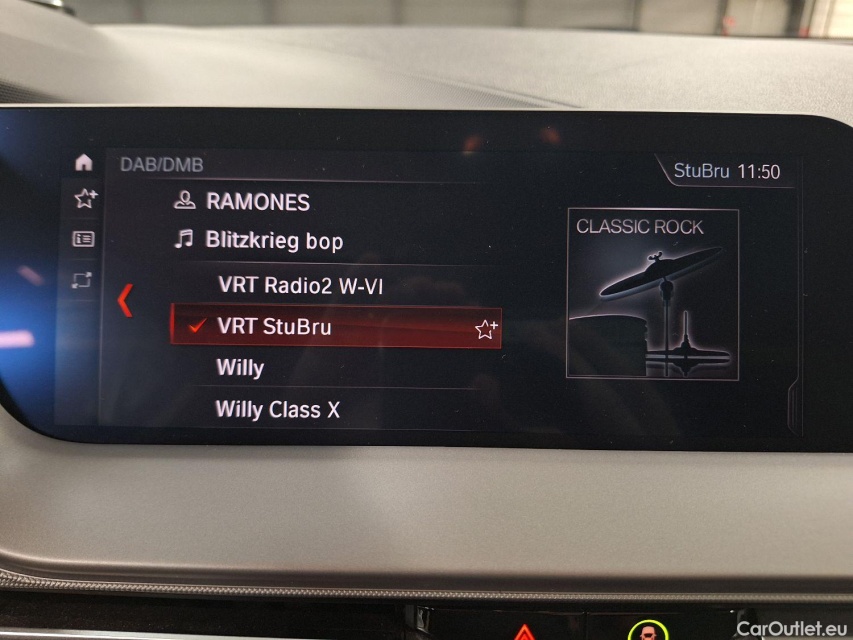 DAB/DMB
StuBru 11:50
RAMONES
Blitzkrieg bop
VRT Radio2 W-VI
VRT StuBru
Willy
Willy Class X
CLASSIC ROCK
CarOutlet.eu